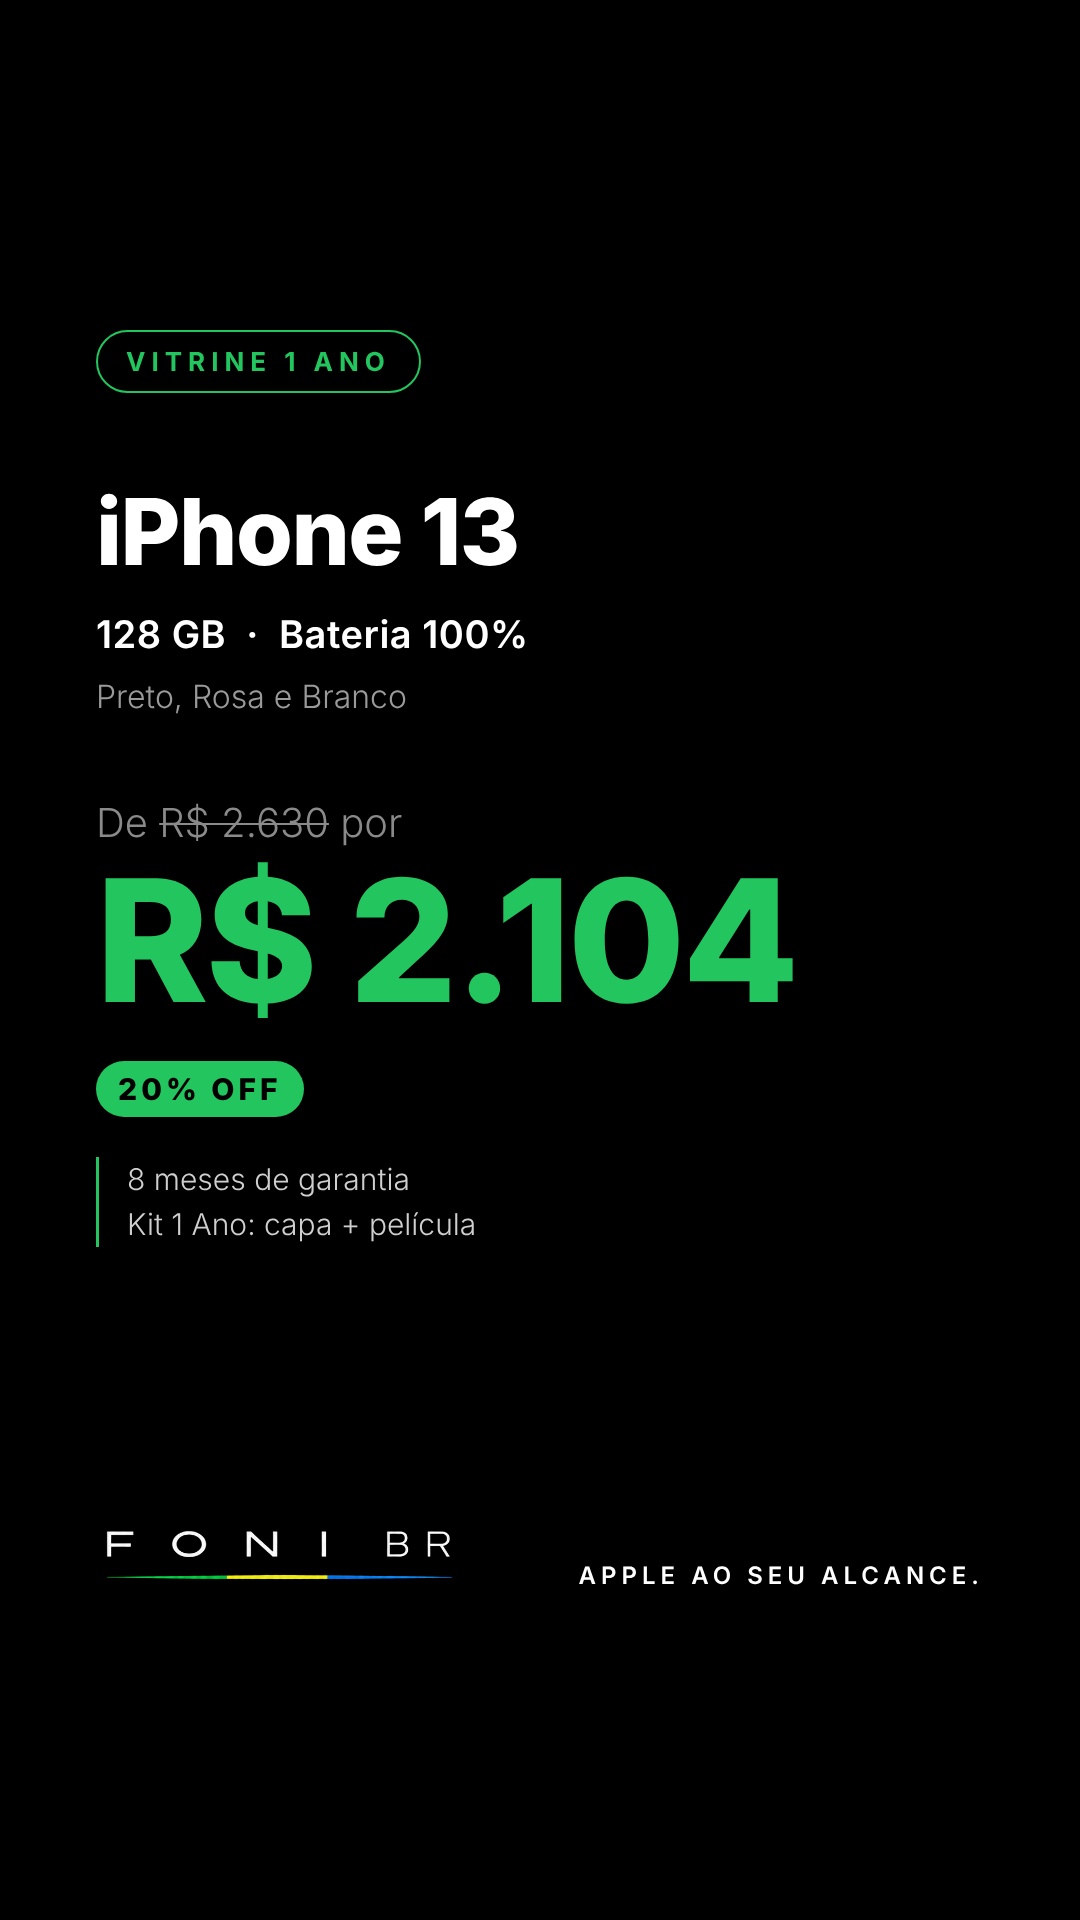 VITRINE 1 ANO
iPhone 13
128 GB · Bateria 100%
Preto, Rosa e Branco
De R$ 2.630 por
R$ 2.104
20% OFF
8 meses de garantia
Kit 1 Ano: capa + película
FONI BR
APPLE AO SEU ALCANCE.